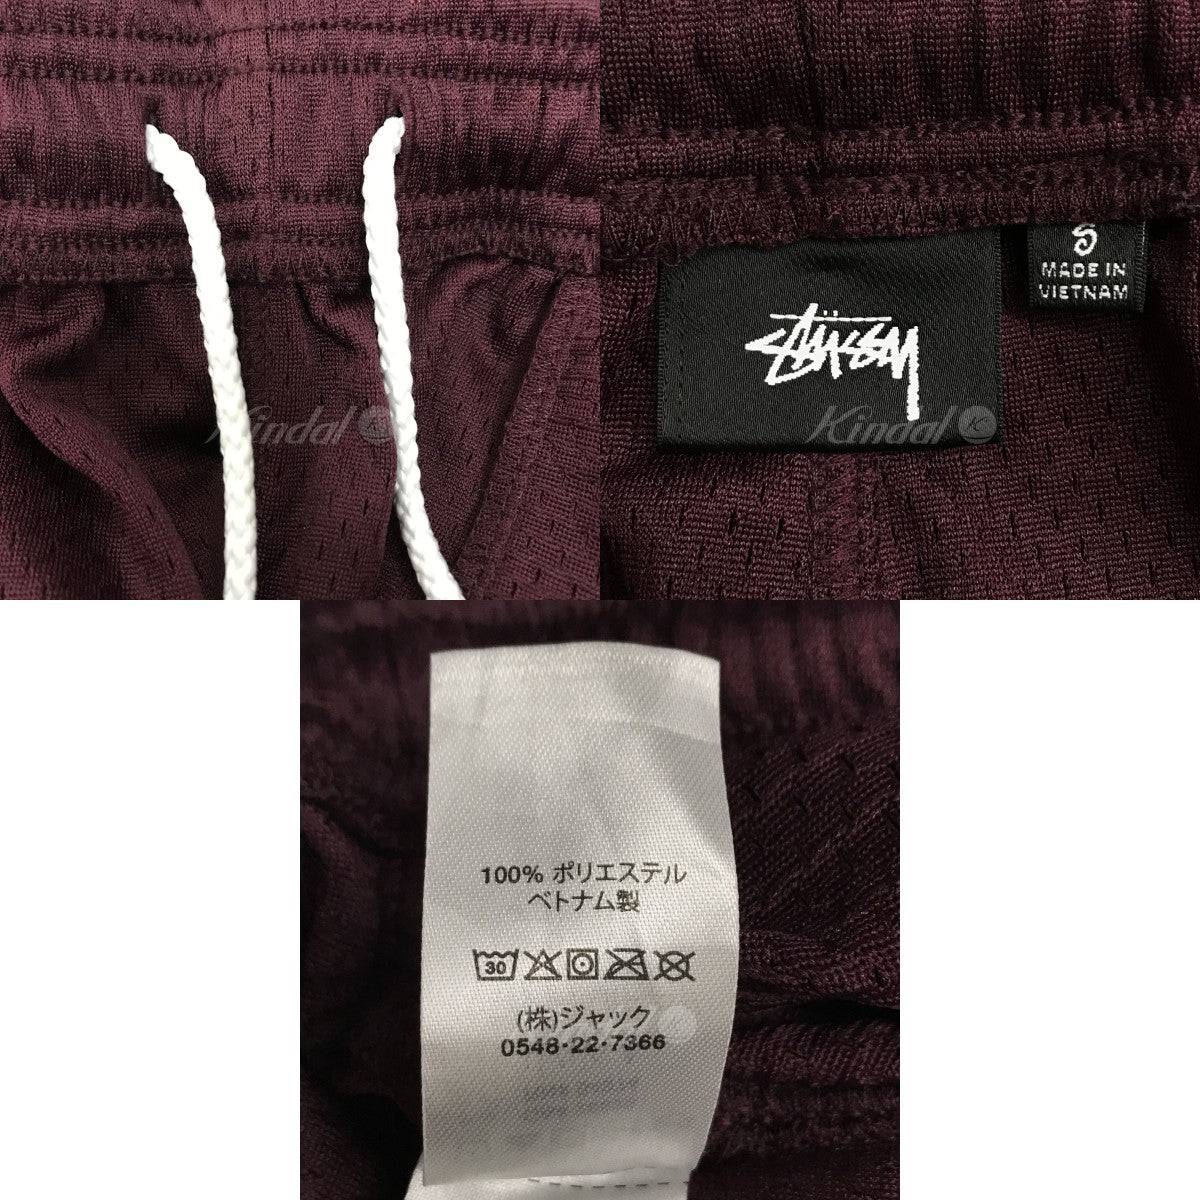 Kindal K
S
MADE IN
VIETNAM
STÜSSY
Kindal K
100% ポリエステル
ベトナム製
30
(株)ジャック
0548・22・7366